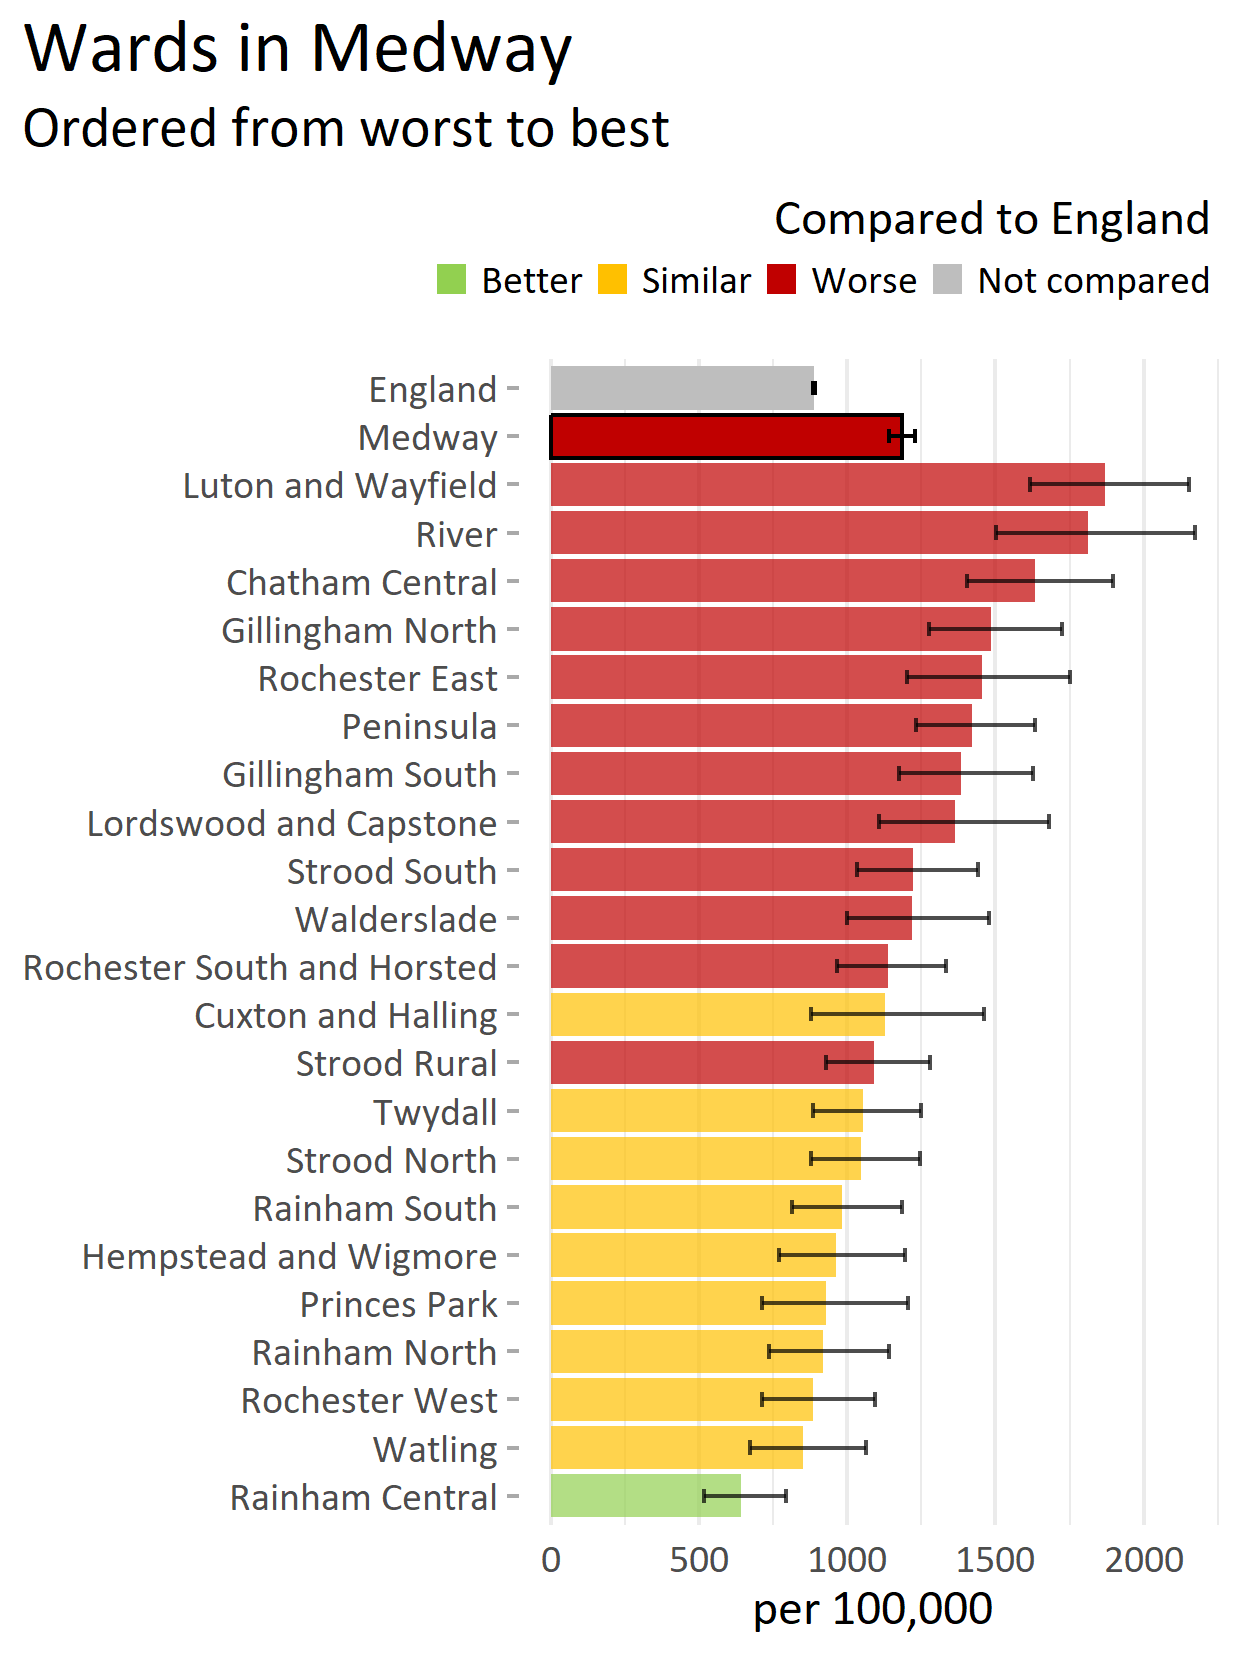 Wards in Medway
Ordered from worst to best
Compared to England
Better Similar Worse Not compared
England
Medway
Luton and Wayfield
River
Chatham Central
Gillingham North
Rochester East
Peninsula
Gillingham South
Lordswood and Capstone
Strood South
Walderslade
Rochester South and Horsted
Cuxton and Halling
Strood Rural
Twydall
Strood North
Rainham South
Hempstead and Wigmore
Princes Park
Rainham North
Rochester West
Watling
Rainham Central
0 500 1000 1500 2000
per 100,000